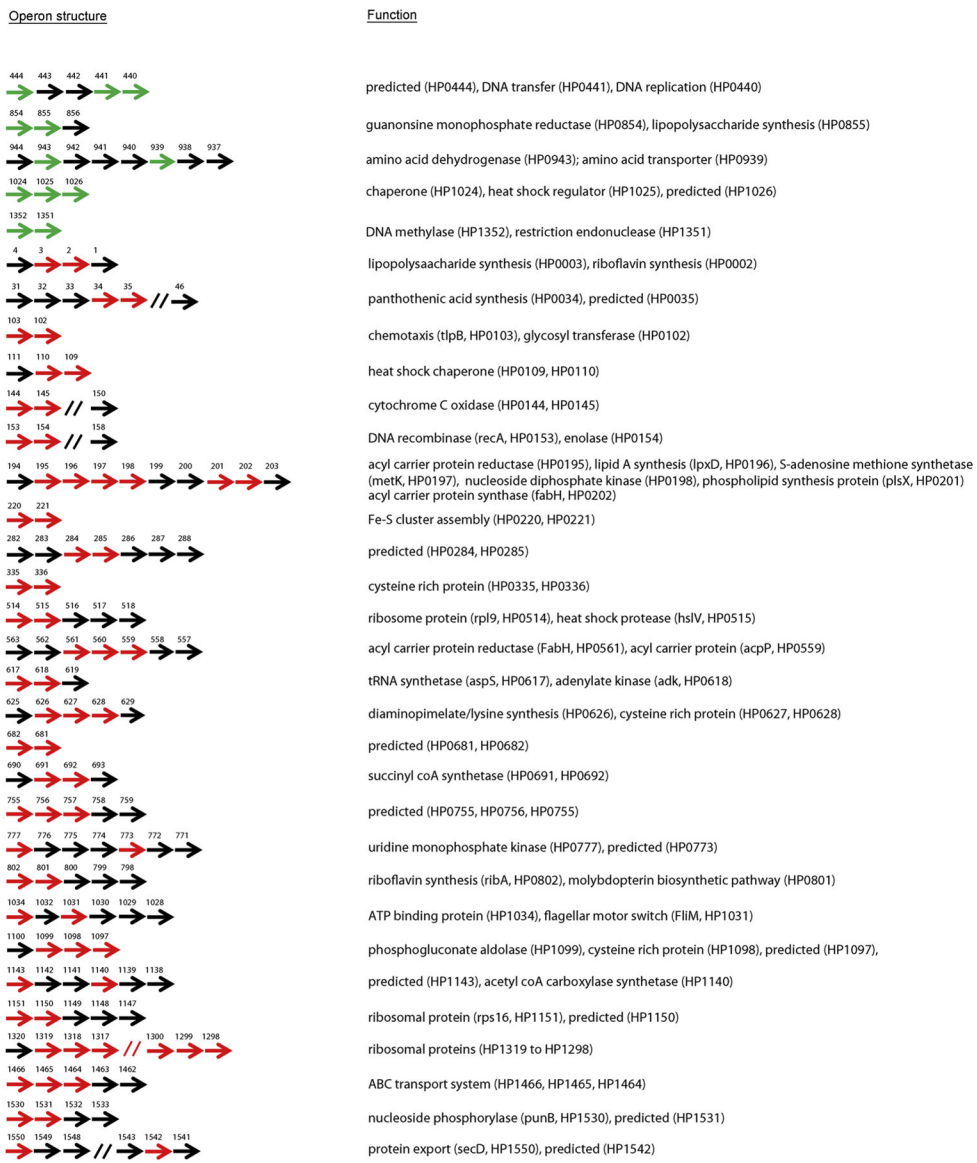 Operon structure Function
444 443 442 441 440
predicted (HP0444), DNA transfer (HP0441), DNA replication (HP0440)
854 855 856
guanonsine monophosphate reductase (HP0854), lipopolysaccharide synthesis (HP0855)
944 943 942 941 940 939 938 937
amino acid dehydrogenase (HP0943); amino acid transporter (HP0939)
1024 1025 1026
chaperone (HP1024), heat shock regulator (HP1025), predicted (HP1026)
1352 1351
DNA methylase (HP1352), restriction endonuclease (HP1351)
4 3 2 1
lipopolysaacharide synthesis (HP0003), riboflavin synthesis (HP0002)
31 32 33 34 35 // 46
panthothenic acid synthesis (HP0034), predicted (HP0035)
103 102
chemotaxis (tlpB, HP0103), glycosyl transferase (HP0102)
111 110 109
heat shock chaperone (HP0109, HP0110)
144 145 // 150
cytochrome C oxidase (HP0144, HP0145)
153 154 // 158
DNA recombinase (recA, HP0153), enolase (HP0154)
194 195 196 197 198 199 200 201 202 203
acyl carrier protein reductase (HP0195), lipid A synthesis (lpxD, HP0196), S-adenosine methione synthetase
(metK, HP0197), nucleoside diphosphate kinase (HP0198), phospholipid synthesis protein (plsX, HP0201)
acyl carrier protein synthase (fabH, HP0202)
220 221
Fe-S cluster assembly (HP0220, HP0221)
282 283 284 285 286 287 288
predicted (HP0284, HP0285)
335 336
cysteine rich protein (HP0335, HP0336)
514 515 516 517 518
ribosome protein (rpl9, HP0514), heat shock protease (hslV, HP0515)
563 562 561 560 559 558 557
acyl carrier protein reductase (FabH, HP0561), acyl carrier protein (acpP, HP0559)
617 618 619
tRNA synthetase (aspS, HP0617), adenylate kinase (adk, HP0618)
625 626 627 628 629
diaminopimelate/lysine synthesis (HP0626), cysteine rich protein (HP0627, HP0628)
682 681
predicted (HP0681, HP0682)
690 691 692 693
succinyl coA synthetase (HP0691, HP0692)
755 756 757 758 759
predicted (HP0755, HP0756, HP0755)
777 776 775 774 773 772 771
uridine monophosphate kinase (HP0777), predicted (HP0773)
802 801 800 799 798
riboflavin synthesis (ribA, HP0802), molybdopterin biosynthetic pathway (HP0801)
1034 1032 1031 1030 1029 1028
ATP binding protein (HP1034), flagellar motor switch (FliM, HP1031)
1100 1099 1098 1097
phosphogluconate aldolase (HP1099), cysteine rich protein (HP1098), predicted (HP1097),
1143 1142 1141 1140 1139 1138
predicted (HP1143), acetyl coA carboxylase synthetase (HP1140)
1151 1150 1149 1148 1147
ribosomal protein (rps16, HP1151), predicted (HP1150)
1320 1319 1318 1317 // 1300 1299 1298
ribosomal proteins (HP1319 to HP1298)
1466 1465 1464 1463 1462
ABC transport system (HP1466, HP1465, HP1464)
1530 1531 1532 1533
nucleoside phosphorylase (punB, HP1530), predicted (HP1531)
1550 1549 1548 // 1543 1542 1541
protein export (secD, HP1550), predicted (HP1542)